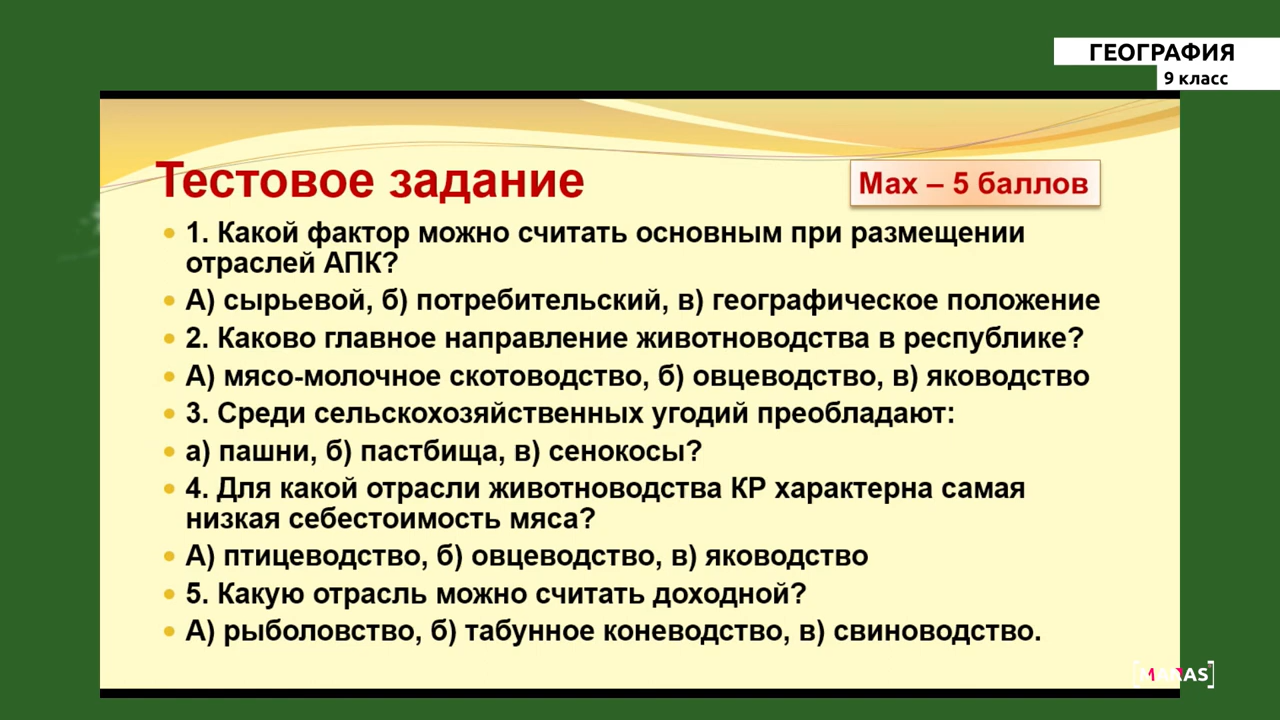 ГЕОГРАФИЯ
9 класс
Тестовое задание
Мах – 5 баллов
1. Какой фактор можно считать основным при размещении
отраслей АПК?
А) сырьевой, б) потребительский, в) географическое положение
2. Каково главное направление животноводства в республике?
А) мясо-молочное скотоводство, б) овцеводство, в) яководство
3. Среди сельскохозяйственных угодий преобладают:
а) пашни, б) пастбища, в) сенокосы?
4. Для какой отрасли животноводства КР характерна самая
низкая себестоимость мяса?
А) птицеводство, б) овцеводство, в) яководство
5. Какую отрасль можно считать доходной?
А) рыболовство, б) табунное коневодство, в) свиноводство.